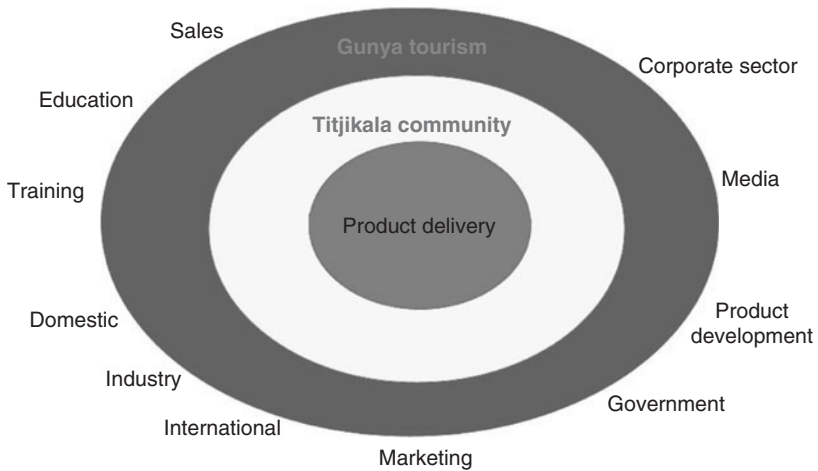 Sales
Gunya tourism
Corporate sector
Education
Titjikala community
Training
Media
Product delivery
Domestic
Product
development
Industry
Government
International
Marketing